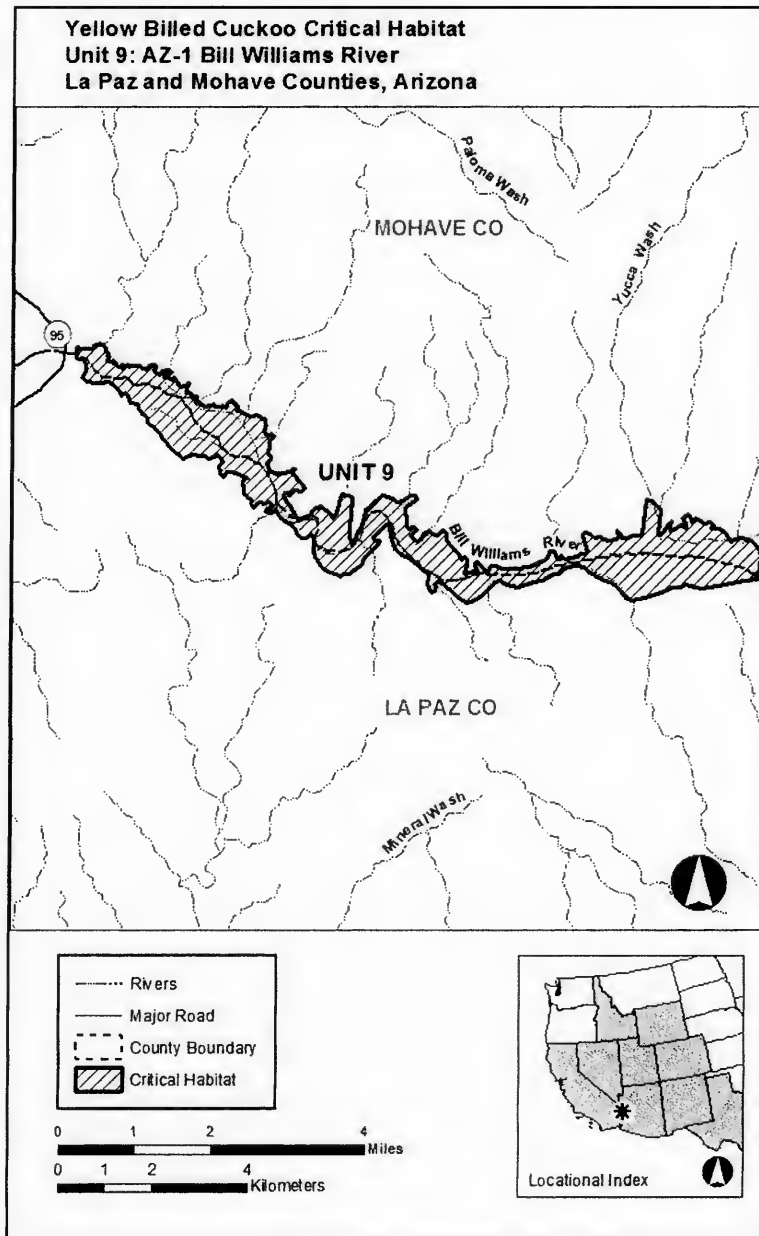 Yellow Billed Cuckoo Critical Habitat
Unit 9: AZ-1 Bill Williams River
La Paz and Mohave Counties, Arizona
Paloma Wash
MOHAVE CO
Yucca Wash
95
UNIT 9
Bill Williams River
LA PAZ CO
Mineral Wash
Rivers
Major Road
County Boundary
Critical Habitat
0 1 2 4
Miles
0 1 2 4
Kilometers
Locational Index